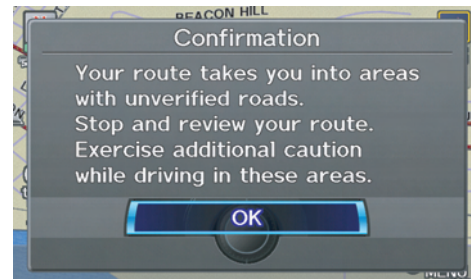 BEACON HILL
Confirmation
Your route takes you into areas
with unverified roads.
Stop and review your route.
Exercise additional caution
while driving in these areas.
OK
MENU